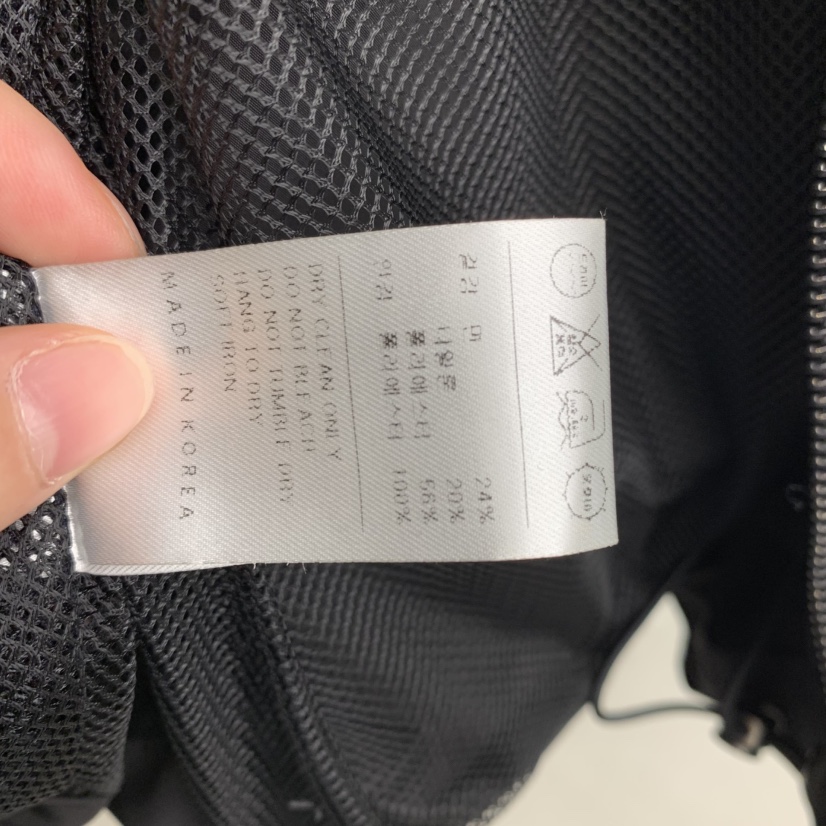 겉감 면 24%
나일론 20%
폴리에스터 56%
안감 폴리에스터 100%
DRY CLEAN ONLY
DO NOT BLEACH
DO NOT TUMBLE DRY
HANG TO DRY
SOFT IRON
MADE IN KOREA